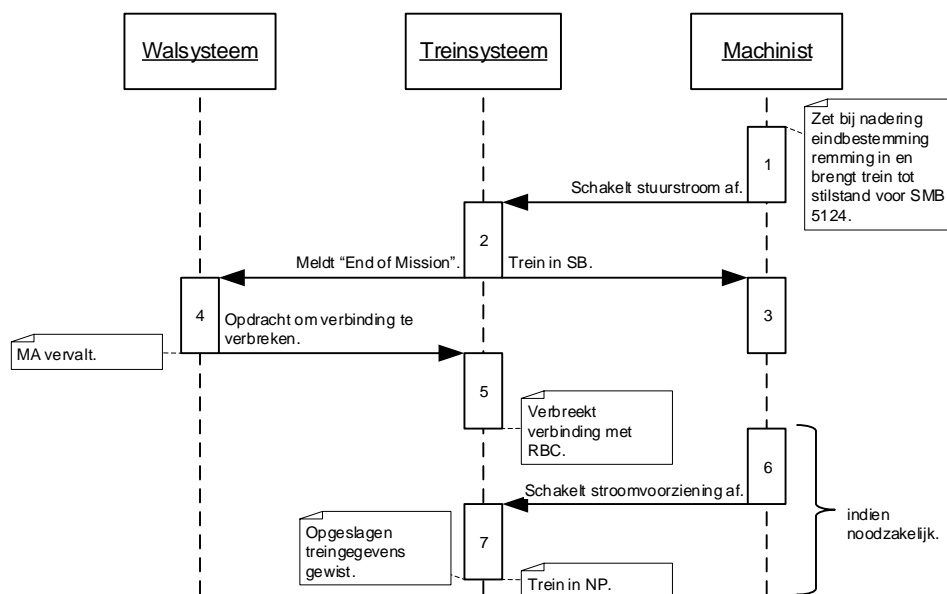 Walsysteem
Treinsysteem
Machinist
Zet bij nadering
eindbestemming
remming in en
brengt trein tot
stilstand voor SMB
5124.
1
Schakelt stuurstroom af.
2
Meldt “End of Mission”.
Trein in SB.
4
3
Opdracht om verbinding te
verbreken.
MA vervalt.
5
Verbreekt
verbinding met
RBC.
6
Schakelt stroomvoorziening af.
indien
noodzakelijk.
7
Opgeslagen
treingegevens
gewist.
Trein in NP.